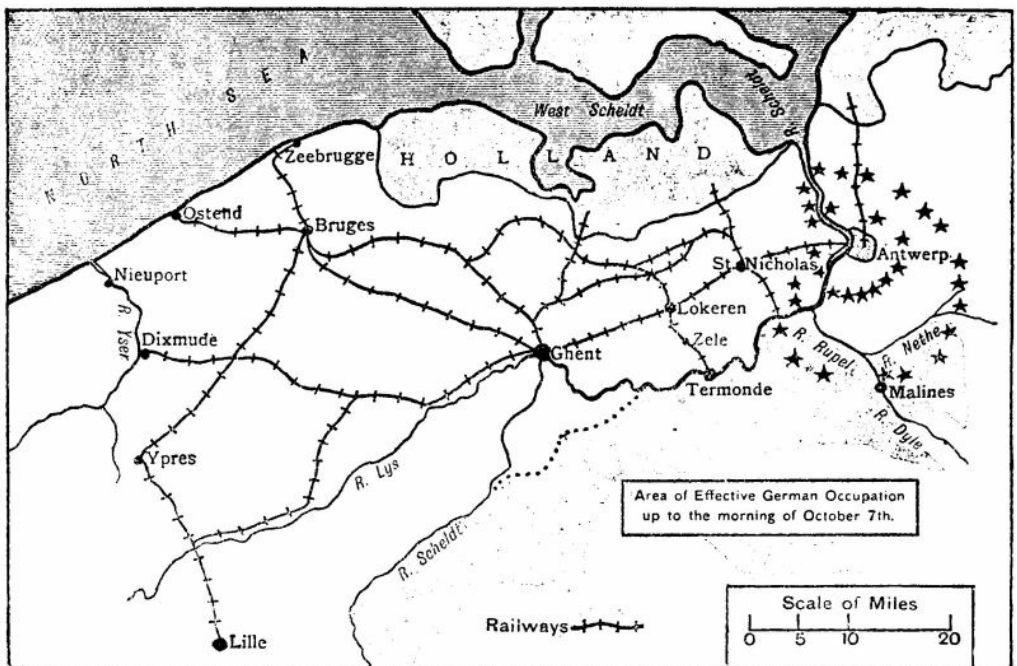 NORTH SEA
West Scheldt
R. Scheldt
HOLLAND
Zeebrugge
Ostend
Bruges
Antwerp
St. Nicholas
Nieuport
R. Yser
Lokeren
Dixmude
Zele
Ghent
R. Rupel
R. Nethe
Termonde
Malines
R. Dyle
Ypres
R. Lys
Area of Effective German Occupation
up to the morning of October 7th.
R. Scheldt
Railways
Scale of Miles
0 5 10 20
Lille